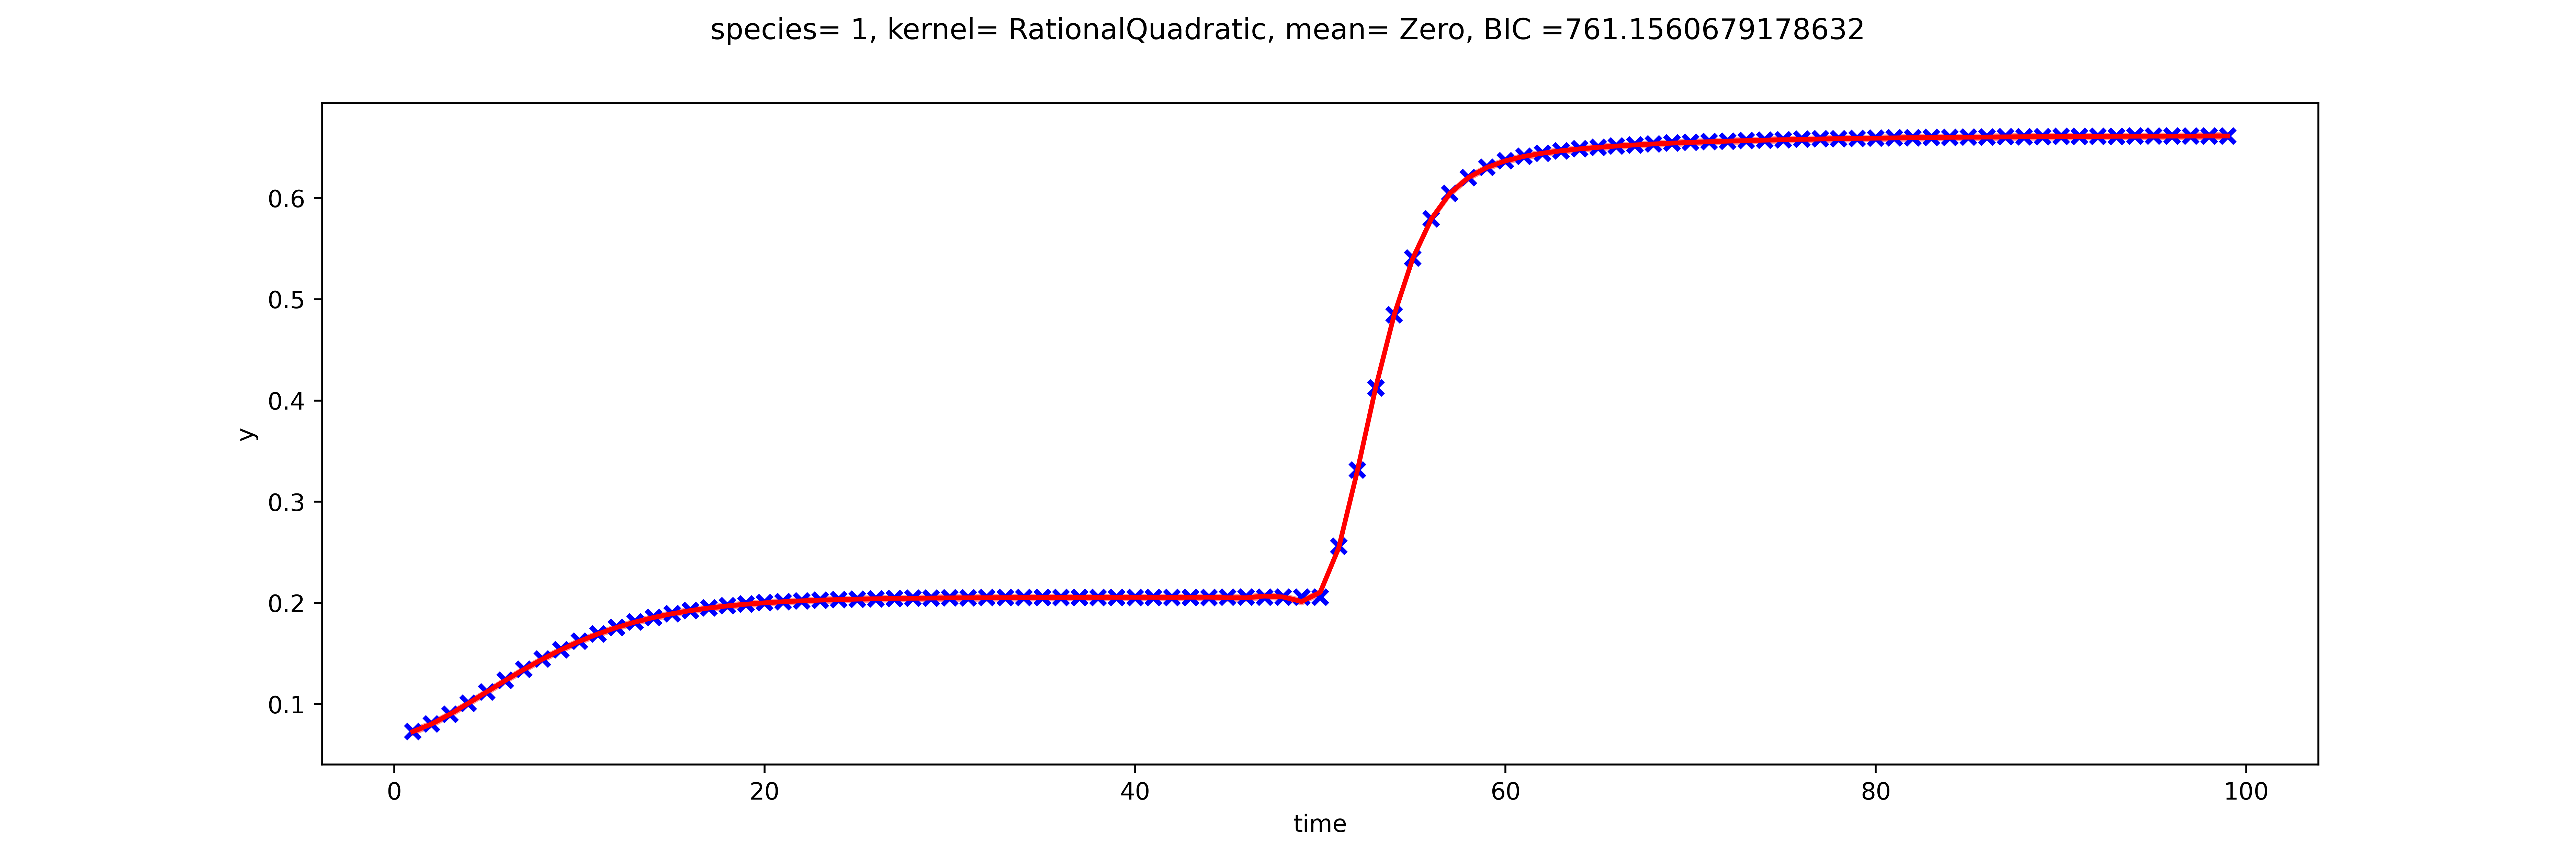 species= 1, kernel= RationalQuadratic, mean= Zero, BIC =761.1560679178632
0.6
0.5
0.4
0.3
0.2
0.1
y
0 20 40 60 80 100
time